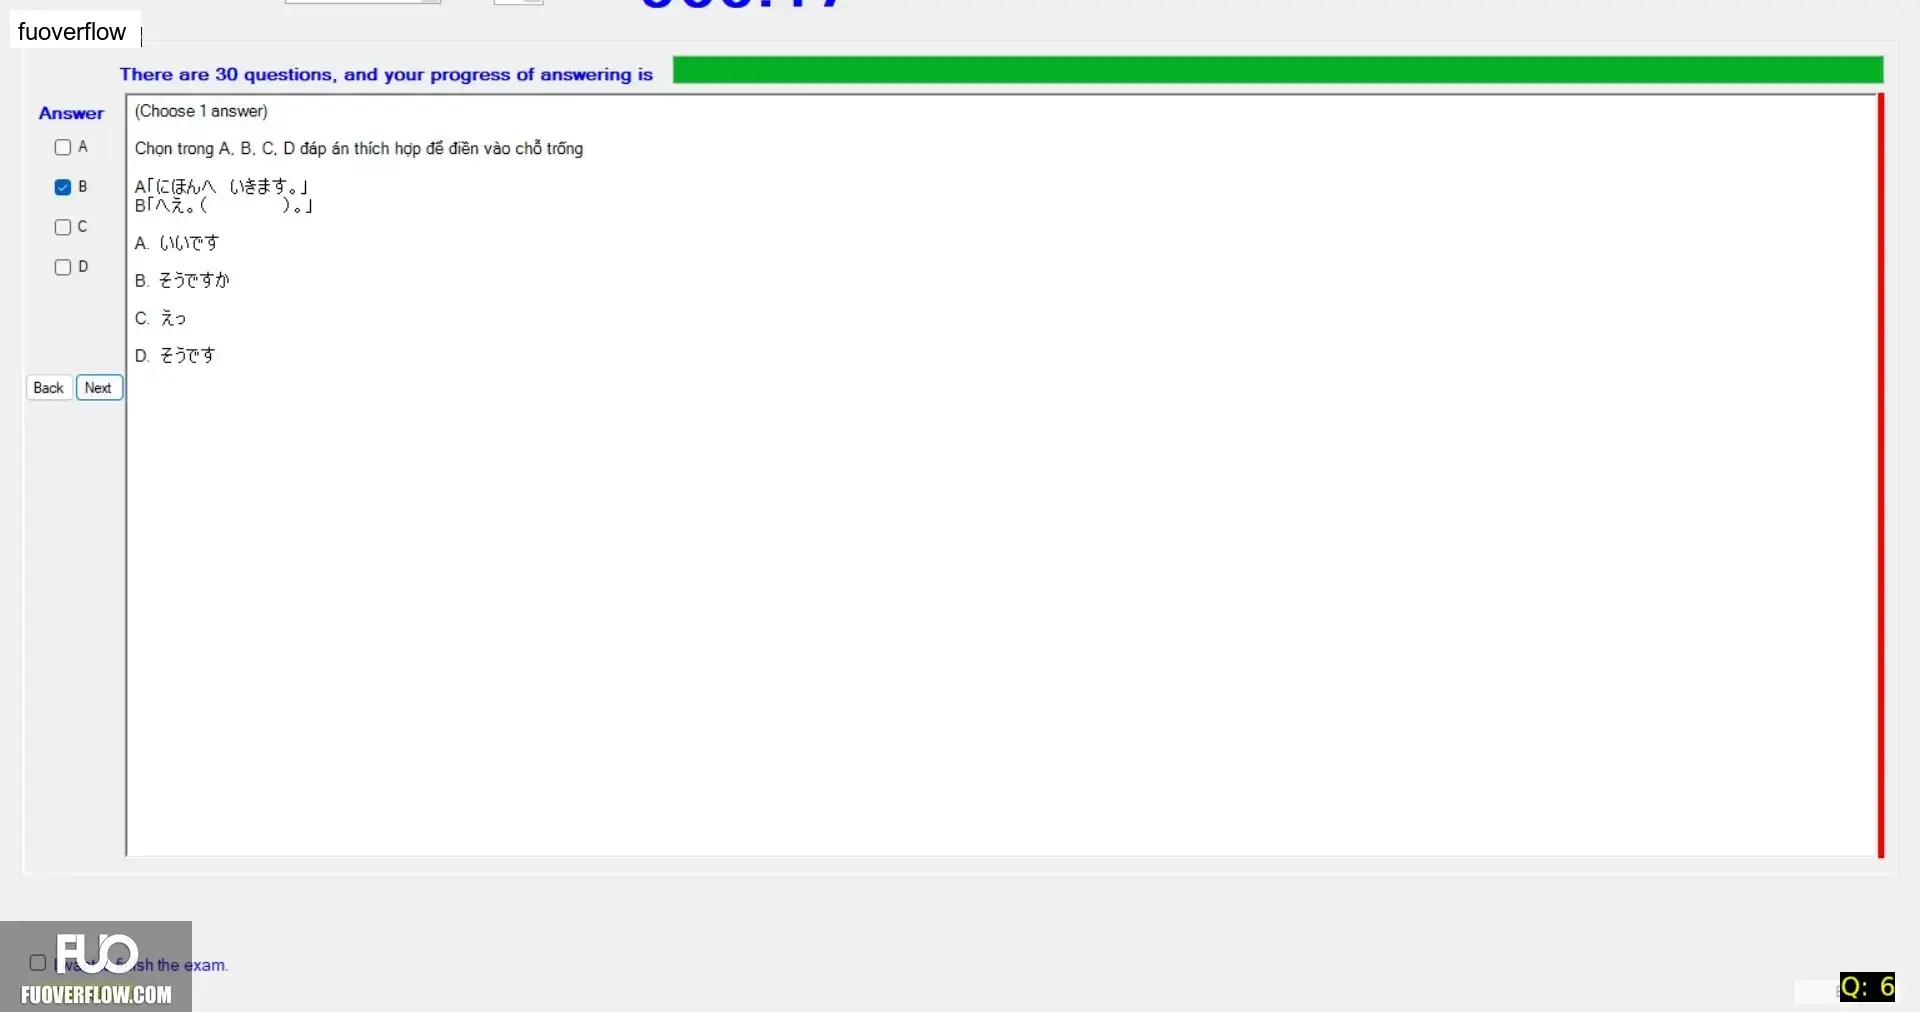 fuoverflow
There are 30 questions, and your progress of answering is
Answer
A
B
C
D
Back
Next
(Choose 1 answer)
Chọn trong A, B, C, D đáp án thích hợp để điền vào chỗ trống
A「にほんへ　いきます。」
B「へえ。(　　　　　)。」
A. いいです
B. そうですか
C. えっ
D. そうです
FUO
the exam.
FUOVERFLOW.COM
Q: 6